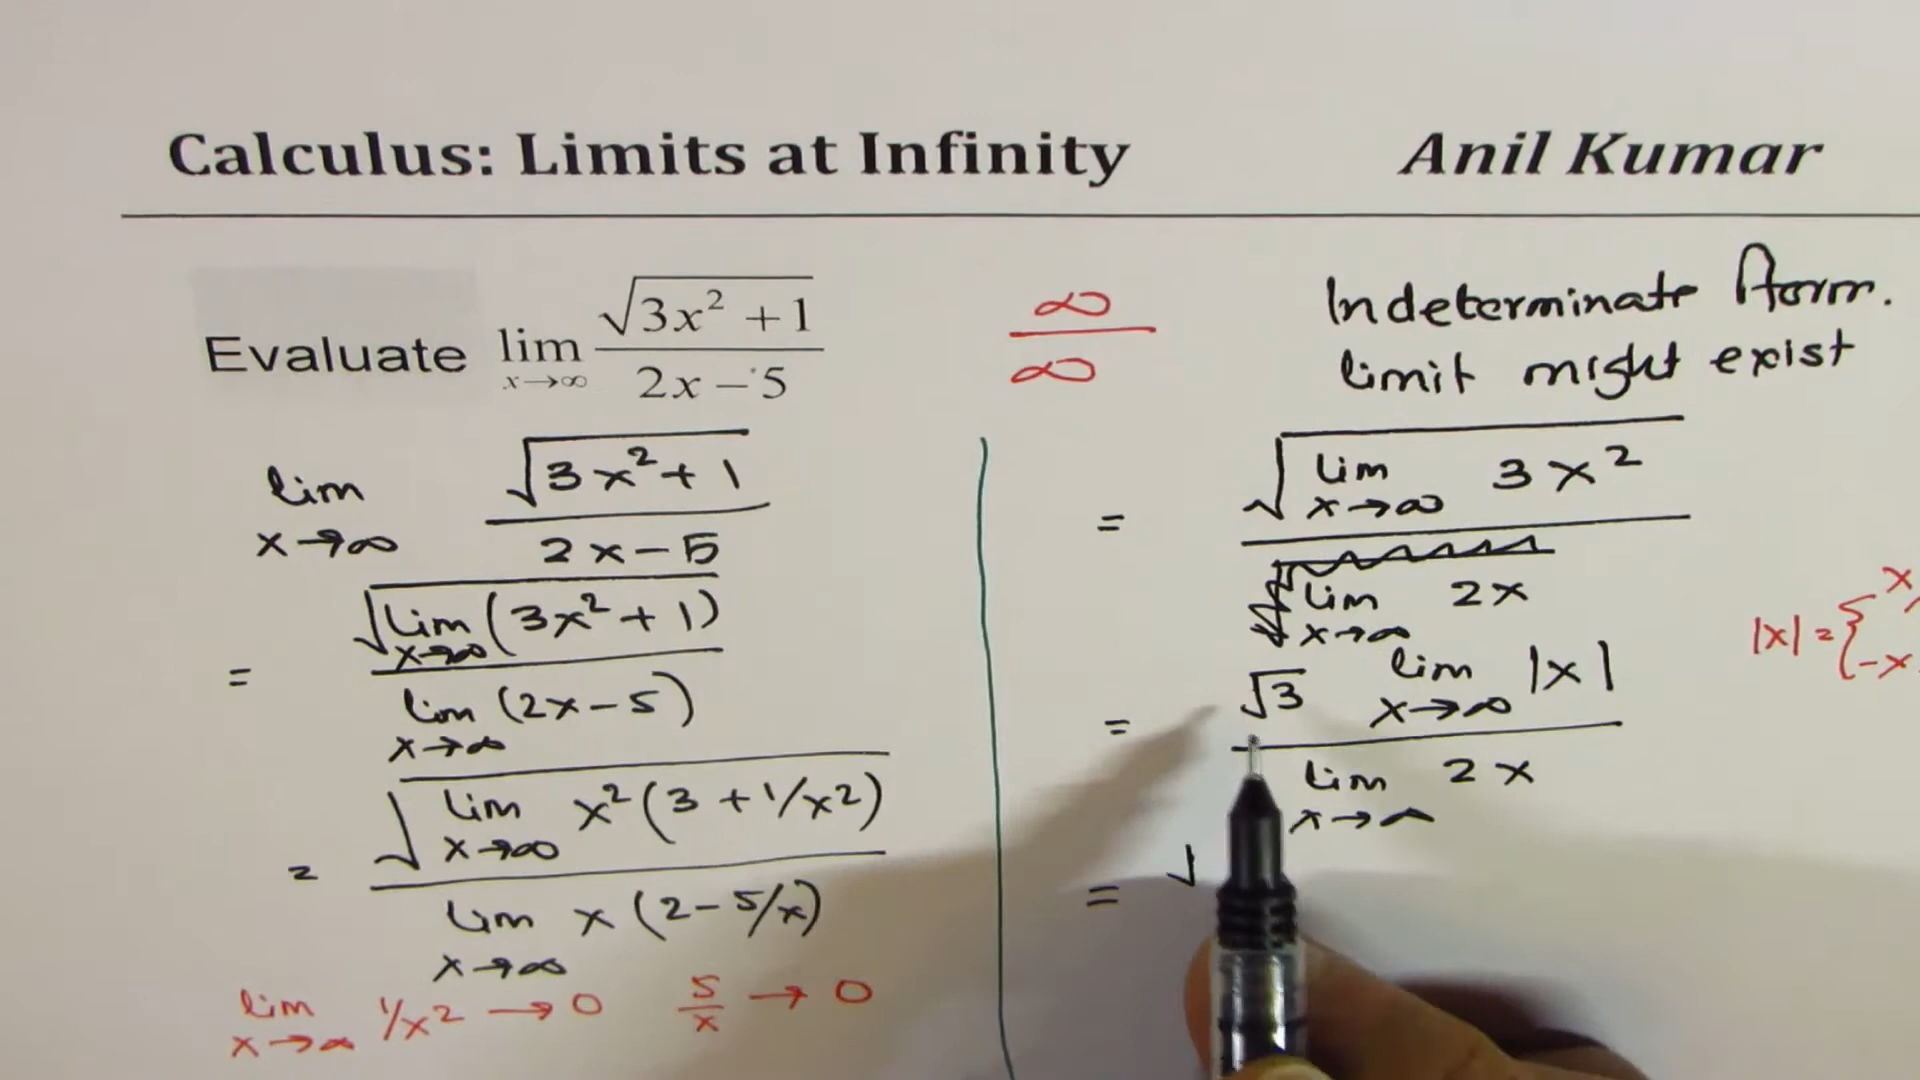 Calculus: Limits at Infinity Anil Kumar
Evaluate lim x→∞ √(3x² + 1) / (2x − 5)
∞ / ∞
Indeterminate form.
limit might exist
lim x→∞ √(3x² + 1) / (2x − 5)
= √(lim x→∞ (3x² + 1)) / lim x→∞ (2x − 5)
= √(lim x→∞ x² (3 + 1/x²)) / lim x→∞ x (2 − 5/x)
lim x→∞ 1/x² → 0 5/x → 0
= √(lim x→∞ 3x²) / lim x→∞ 2x
|x| = { x, −x
= √3 lim x→∞ |x| / lim x→∞ 2x
= √